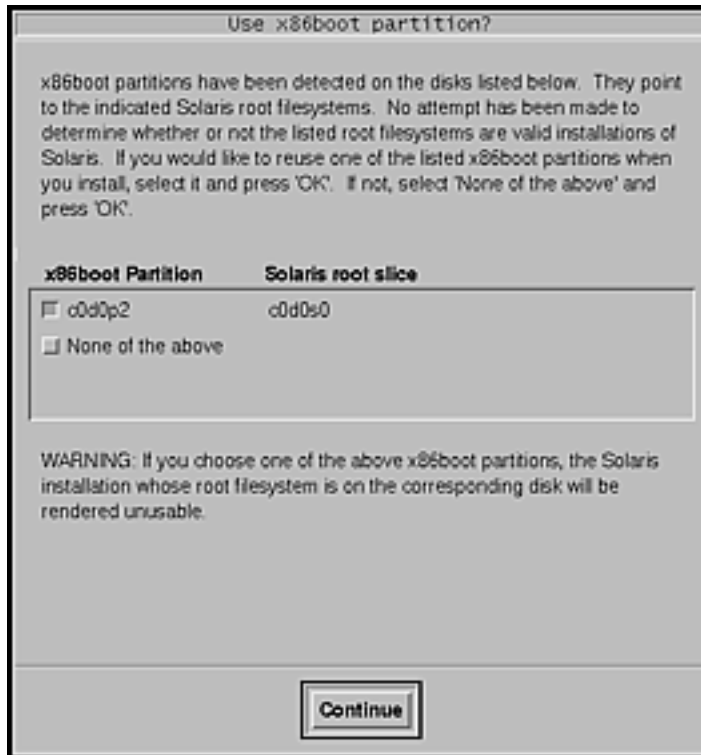 Use x86boot partition?
x86boot partitions have been detected on the disks listed below. They point
to the indicated Solaris root filesystems. No attempt has been made to
determine whether or not the listed root filesystems are valid installations of
Solaris. If you would like to reuse one of the listed x86boot partitions when
you install, select it and press 'OK'. If not, select 'None of the above' and
press 'OK'.
x86boot Partition Solaris root slice
c0d0p2 c0d0s0
None of the above
WARNING: If you choose one of the above x86boot partitions, the Solaris
installation whose root filesystem is on the corresponding disk will be
rendered unusable.
Continue